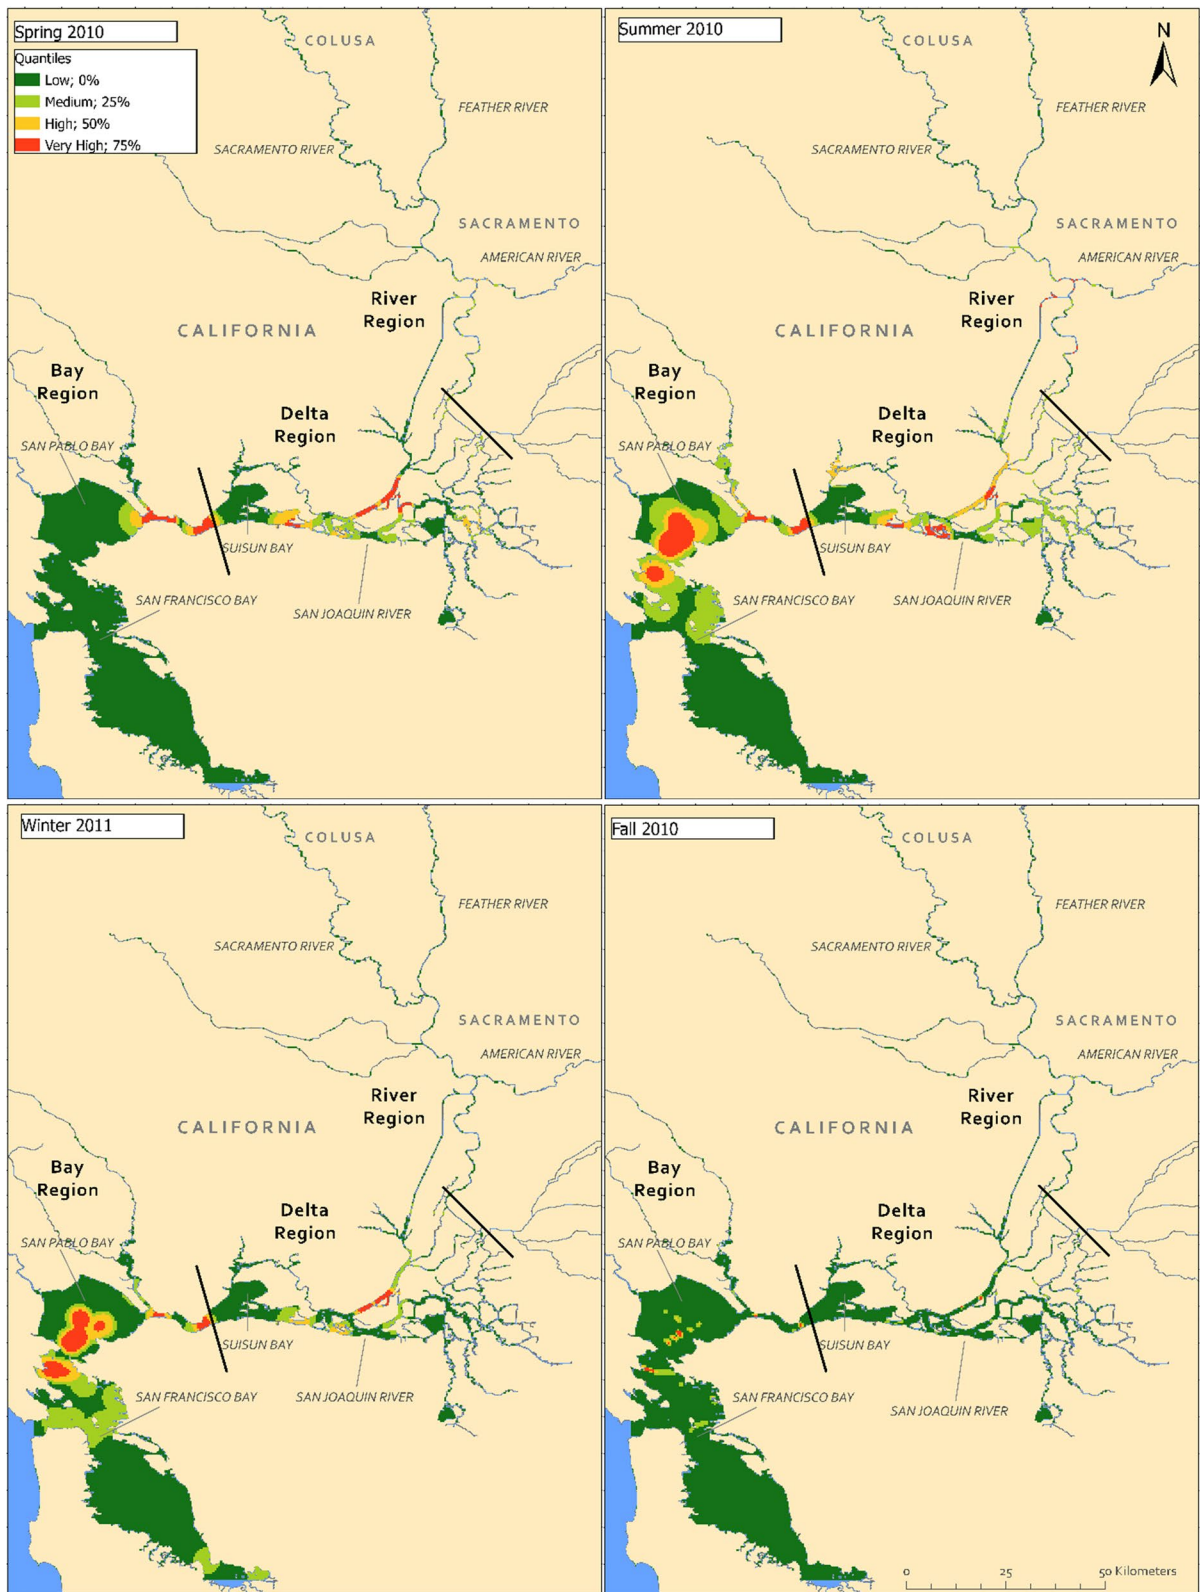 Spring 2010
Quantiles
Low; 0%
Medium; 25%
High; 50%
Very High; 75%
COLUSA
FEATHER RIVER
SACRAMENTO RIVER
SACRAMENTO
AMERICAN RIVER
River
Region
CALIFORNIA
Bay
Region
Delta
Region
SAN PABLO BAY
SUISUN BAY
SAN FRANCISCO BAY
SAN JOAQUIN RIVER
Summer 2010
N
COLUSA
FEATHER RIVER
SACRAMENTO RIVER
SACRAMENTO
AMERICAN RIVER
River
Region
CALIFORNIA
Bay
Region
Delta
Region
SAN PABLO BAY
SUISUN BAY
SAN FRANCISCO BAY
SAN JOAQUIN RIVER
Winter 2011
COLUSA
FEATHER RIVER
SACRAMENTO RIVER
SACRAMENTO
AMERICAN RIVER
River
Region
CALIFORNIA
Bay
Region
Delta
Region
SAN PABLO BAY
SUISUN BAY
SAN FRANCISCO BAY
SAN JOAQUIN RIVER
Fall 2010
COLUSA
FEATHER RIVER
SACRAMENTO RIVER
SACRAMENTO
AMERICAN RIVER
River
Region
CALIFORNIA
Bay
Region
Delta
Region
SAN PABLO BAY
SUISUN BAY
SAN FRANCISCO BAY
SAN JOAQUIN RIVER
0 25 50 Kilometers